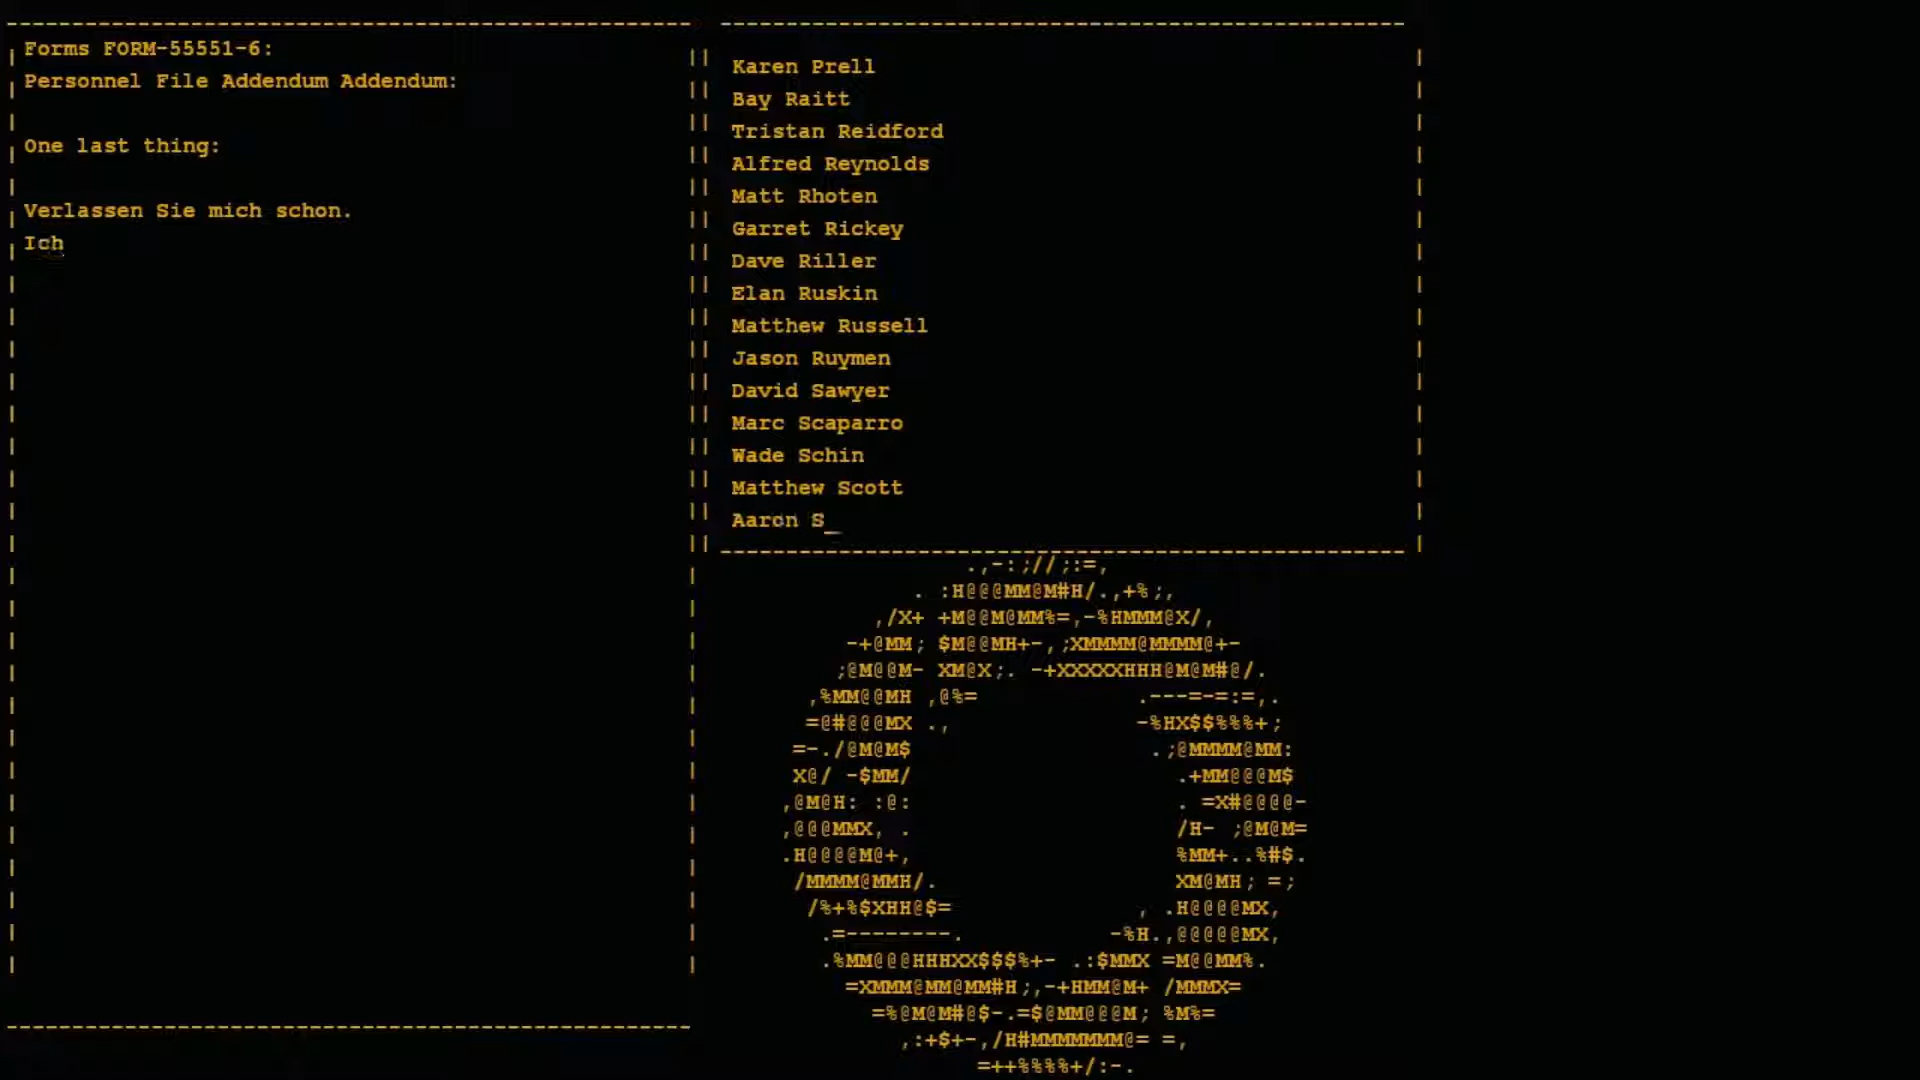 Forms FORM-55551-6:
Personnel File Addendum Addendum:
One last thing:
Verlassen Sie mich schon.
Ich
Karen Prell
Bay Raitt
Tristan Reidford
Alfred Reynolds
Matt Rhoten
Garret Rickey
Dave Riller
Elan Ruskin
Matthew Russell
Jason Ruymen
David Sawyer
Marc Scaparro
Wade Schin
Matthew Scott
Aaron S_